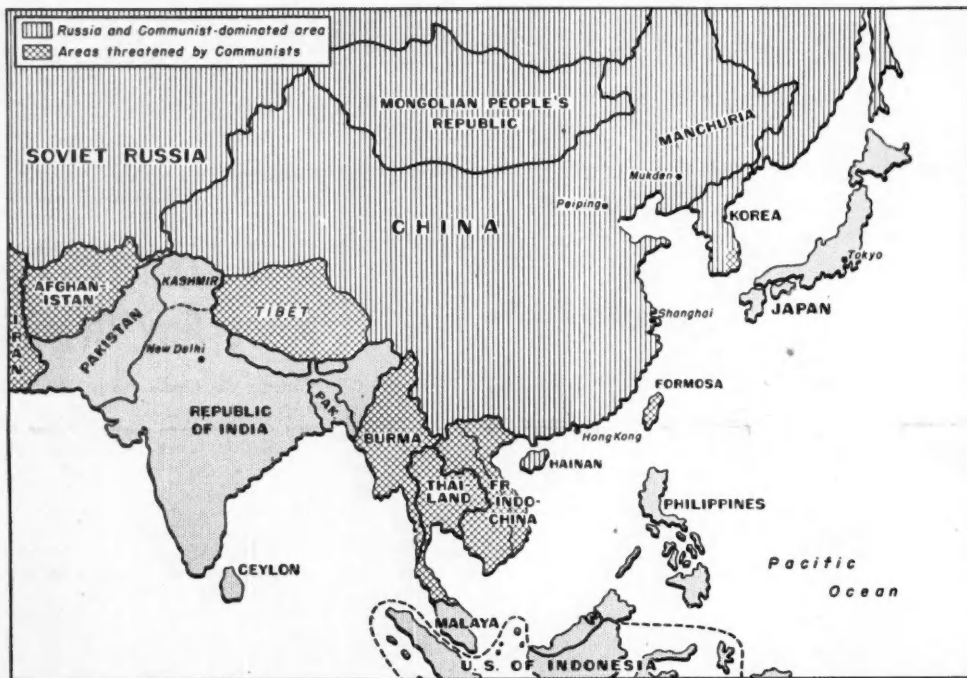 Russia and Communist-dominated area
Areas threatened by Communists
MONGOLIAN PEOPLE'S
REPUBLIC
MANCHURIA
SOVIET RUSSIA
Mukden
Peiping
CHINA
KOREA
Tokyo
JAPAN
AFGHAN-
ISTAN
KASHMIR
TIBET
IRAN
PAKISTAN
Shanghai
New Delhi
FORMOSA
REPUBLIC
OF INDIA
PAK.
BURMA
HongKong
HAINAN
THAI-
LAND
FR.
INDO-
CHINA
PHILIPPINES
CEYLON
Pacific
Ocean
MALAYA
U.S. OF INDONESIA